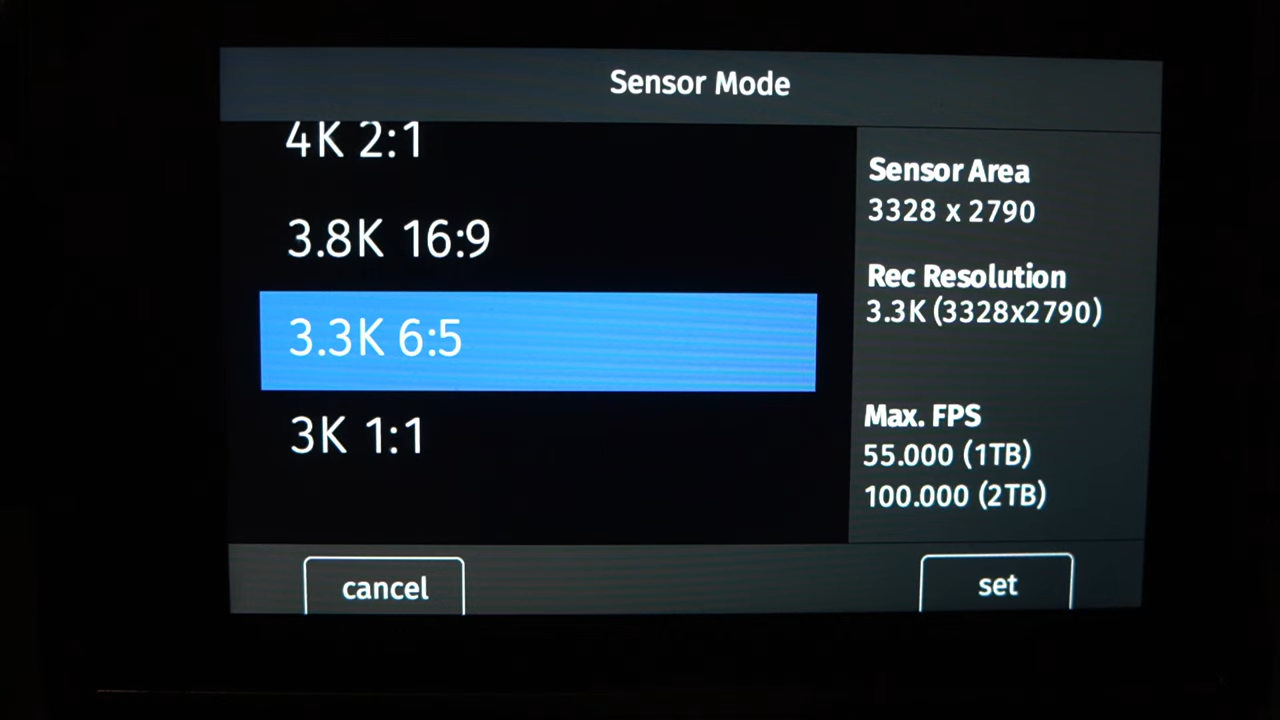 Sensor Mode
4K 2:1
3.8K 16:9
3.3K 6:5
3K 1:1
Sensor Area
3328 x 2790
Rec Resolution
3.3K (3328x2790)
Max. FPS
55.000 (1TB)
100.000 (2TB)
cancel
set